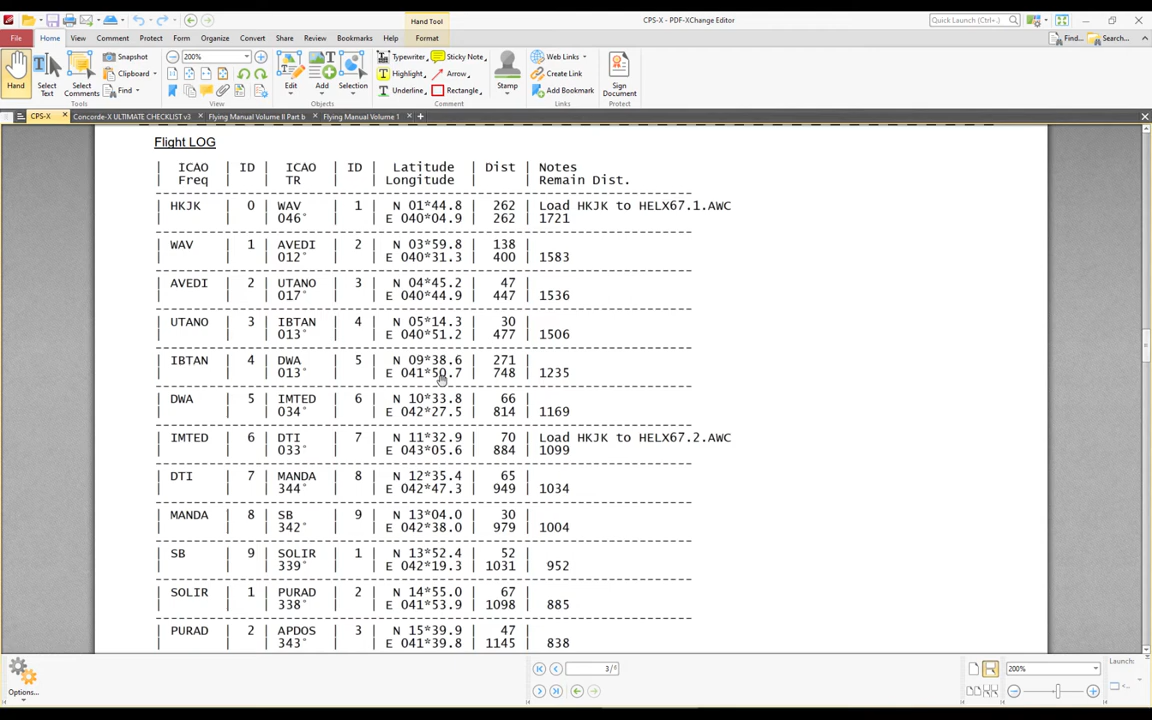 CPS-X - PDF-XChange Editor
Hand Tool
Quick Launch (Ctrl+.)
File Home View Comment Protect Form Organize Convert Share Review Bookmarks Help Format
Find... Search...
Hand
Select Text
Select Comments
Snapshot
Clipboard
Find
Tools
200%
View
Edit
Add
Selection
Objects
Typewriter
Highlight
Underline
Sticky Note
Arrow
Rectangle
Comment
Stamp
Web Links
Create Link
Add Bookmark
Links
Sign Document
Protect
CPS-X Concorde-X ULTIMATE CHECKLIST v3 Flying Manual Volume II Part b Flying Manual Volume 1
Flight LOG
| ICAO | ID | ICAO | ID | Latitude | Dist | Notes
| Freq | | TR | | Longitude | | Remain Dist.
| HKJK | 0 | WAV | 1 | N 01*44.8 | 262 | Load HKJK to HELX67.1.AWC
| | | 046° | | E 040*04.9 | 262 | 1721
| WAV | 1 | AVEDI | 2 | N 03*59.8 | 138 |
| | | 012° | | E 040*31.3 | 400 | 1583
| AVEDI | 2 | UTANO | 3 | N 04*45.2 | 47 |
| | | 017° | | E 040*44.9 | 447 | 1536
| UTANO | 3 | IBTAN | 4 | N 05*14.3 | 30 |
| | | 013° | | E 040*51.2 | 477 | 1506
| IBTAN | 4 | DWA | 5 | N 09*38.6 | 271 |
| | | 013° | | E 041*50.7 | 748 | 1235
| DWA | 5 | IMTED | 6 | N 10*33.8 | 66 |
| | | 034° | | E 042*27.5 | 814 | 1169
| IMTED | 6 | DTI | 7 | N 11*32.9 | 70 | Load HKJK to HELX67.2.AWC
| | | 033° | | E 043*05.6 | 884 | 1099
| DTI | 7 | MANDA | 8 | N 12*35.4 | 65 |
| | | 344° | | E 042*47.3 | 949 | 1034
| MANDA | 8 | SB | 9 | N 13*04.0 | 30 |
| | | 342° | | E 042*38.0 | 979 | 1004
| SB | 9 | SOLIR | 1 | N 13*52.4 | 52 |
| | | 339° | | E 042*19.3 | 1031 | 952
| SOLIR | 1 | PURAD | 2 | N 14*55.0 | 67 |
| | | 338° | | E 041*53.9 | 1098 | 885
| PURAD | 2 | APDOS | 3 | N 15*39.9 | 47 |
| | | 343° | | E 041*39.8 | 1145 | 838
Options...
200%
Launch: